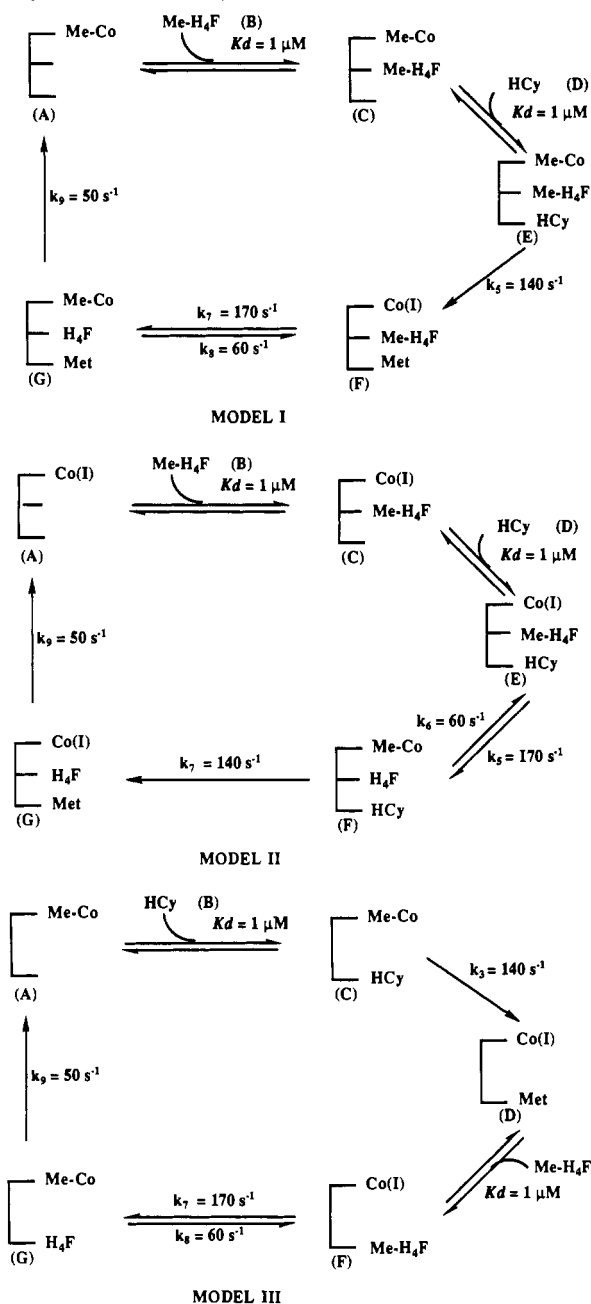 Me-Co
(A)
Me-H₄F (B)
Kd = 1 µM
Me-Co
Me-H₄F
(C)
HCy (D)
Kd = 1 µM
Me-Co
Me-H₄F
HCy
(E)
k₉ = 50 s⁻¹
k₅ = 140 s⁻¹
Me-Co
H₄F
Met
(G)
k₇ = 170 s⁻¹
k₈ = 60 s⁻¹
Co(I)
Me-H₄F
Met
(F)
MODEL I
Co(I)
(A)
Me-H₄F (B)
Kd = 1 µM
Co(I)
Me-H₄F
(C)
HCy (D)
Kd = 1 µM
Co(I)
Me-H₄F
HCy
(E)
k₉ = 50 s⁻¹
k₆ = 60 s⁻¹
k₅ = 170 s⁻¹
Co(I)
H₄F
Met
(G)
k₇ = 140 s⁻¹
Me-Co
H₄F
HCy
(F)
MODEL II
Me-Co
(A)
HCy (B)
Kd = 1 µM
Me-Co
HCy
(C)
k₃ = 140 s⁻¹
Co(I)
Met
(D)
k₉ = 50 s⁻¹
Me-H₄F
Kd = 1 µM
Me-Co
H₄F
(G)
k₇ = 170 s⁻¹
k₈ = 60 s⁻¹
Co(I)
Me-H₄F
(F)
MODEL III